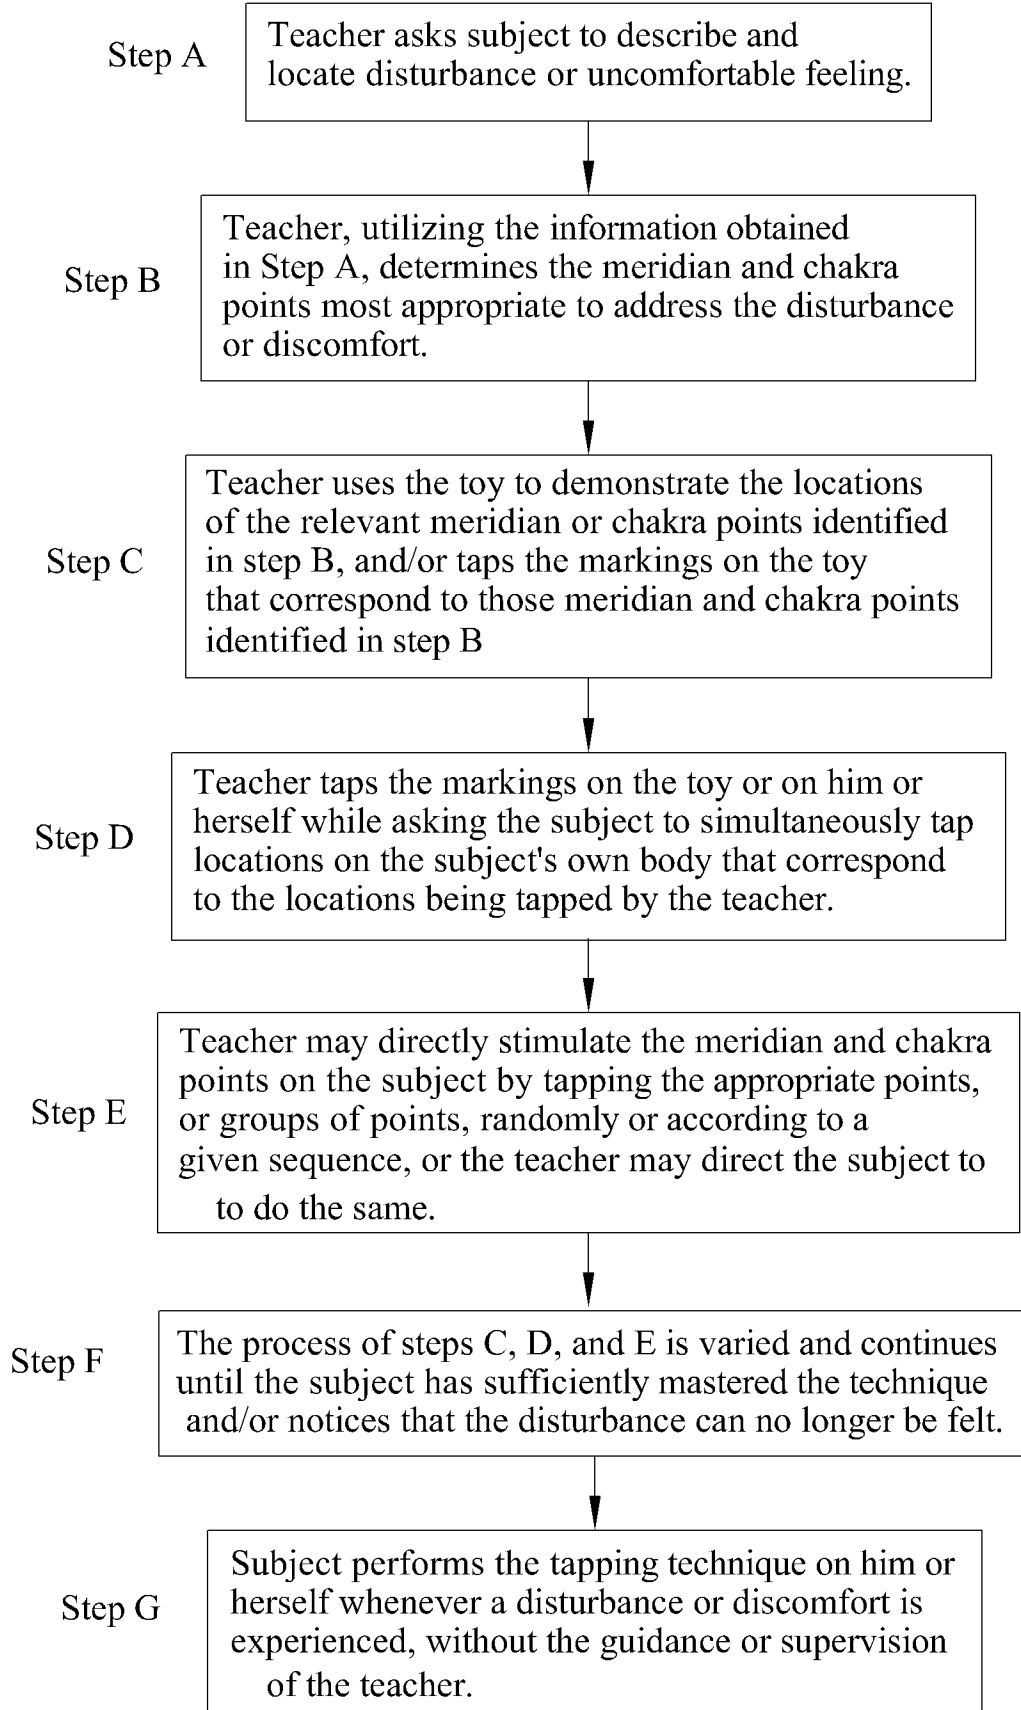 Step A
Teacher asks subject to describe and
locate disturbance or uncomfortable feeling.
Step B
Teacher, utilizing the information obtained
in Step A, determines the meridian and chakra
points most appropriate to address the disturbance
or discomfort.
Step C
Teacher uses the toy to demonstrate the locations
of the relevant meridian or chakra points identified
in step B, and/or taps the markings on the toy
that correspond to those meridian and chakra points
identified in step B
Step D
Teacher taps the markings on the toy or on him or
herself while asking the subject to simultaneously tap
locations on the subject's own body that correspond
to the locations being tapped by the teacher.
Step E
Teacher may directly stimulate the meridian and chakra
points on the subject by tapping the appropriate points,
or groups of points, randomly or according to a
given sequence, or the teacher may direct the subject to
to do the same.
Step F
The process of steps C, D, and E is varied and continues
until the subject has sufficiently mastered the technique
and/or notices that the disturbance can no longer be felt.
Step G
Subject performs the tapping technique on him or
herself whenever a disturbance or discomfort is
experienced, without the guidance or supervision
of the teacher.